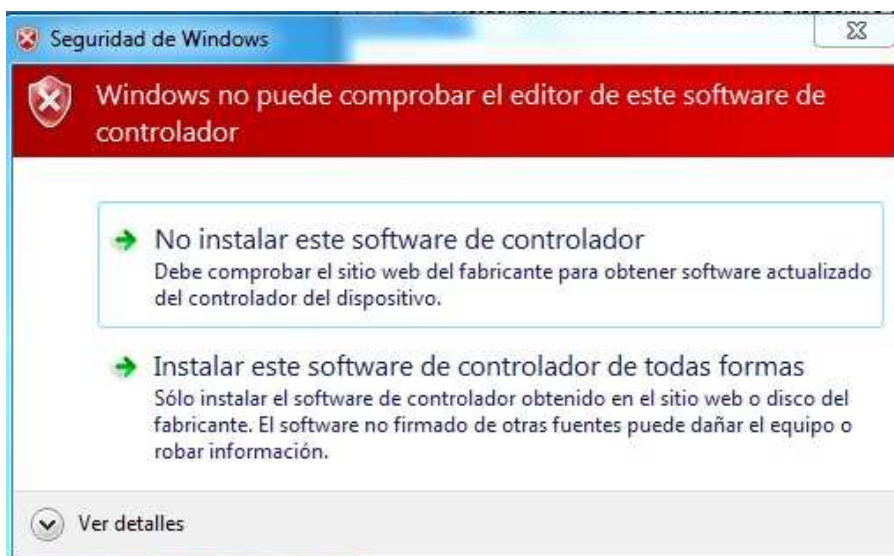 Seguridad de Windows
Windows no puede comprobar el editor de este software de
controlador
No instalar este software de controlador
Debe comprobar el sitio web del fabricante para obtener software actualizado
del controlador del dispositivo.
Instalar este software de controlador de todas formas
Sólo instalar el software de controlador obtenido en el sitio web o disco del
fabricante. El software no firmado de otras fuentes puede dañar el equipo o
robar información.
Ver detalles